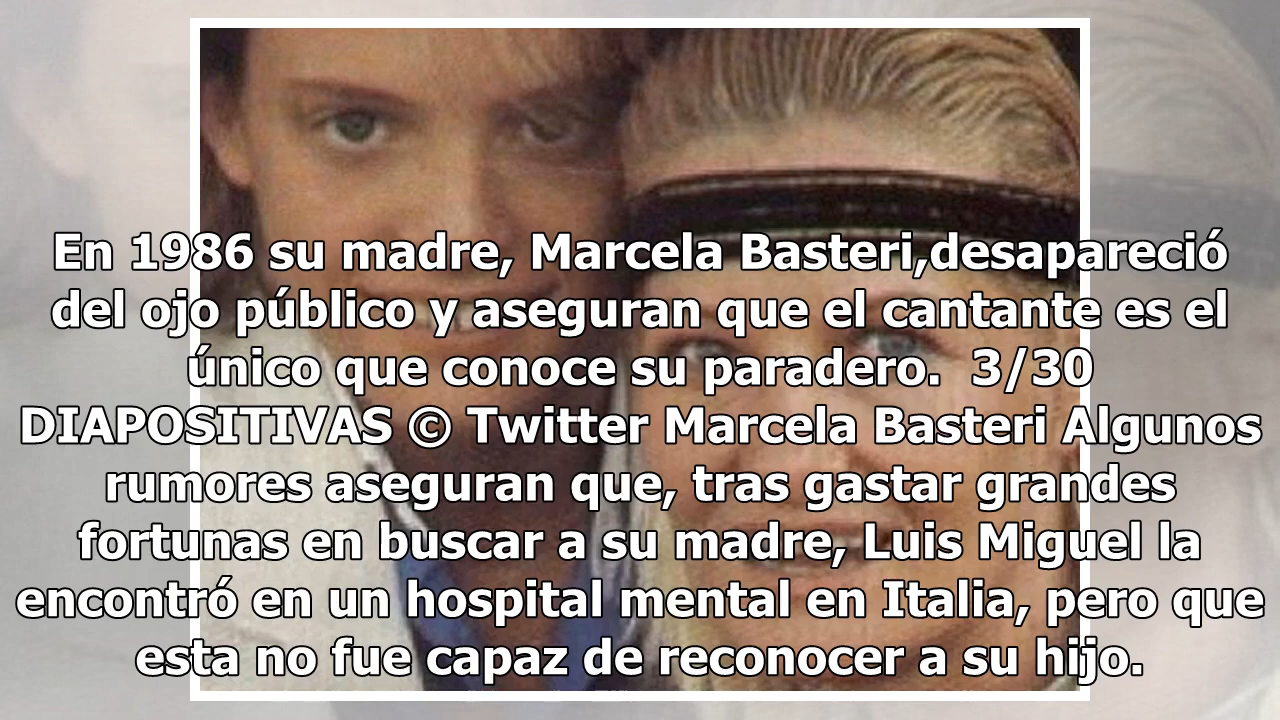 En 1986 su madre, Marcela Basteri,desapareció
del ojo público y aseguran que el cantante es el
único que conoce su paradero.  3/30
DIAPOSITIVAS © Twitter Marcela Basteri Algunos
rumores aseguran que, tras gastar grandes
fortunas en buscar a su madre, Luis Miguel la
encontró en un hospital mental en Italia, pero que
esta no fue capaz de reconocer a su hijo.